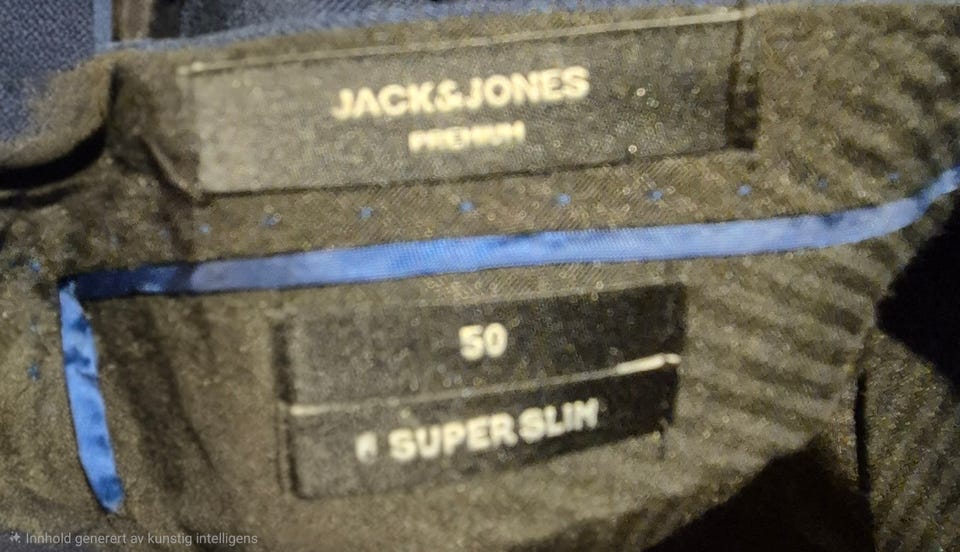 JACK&JONES
PREMIUM
50
SUPER SLIM
Innhold generert av kunstig intelligens